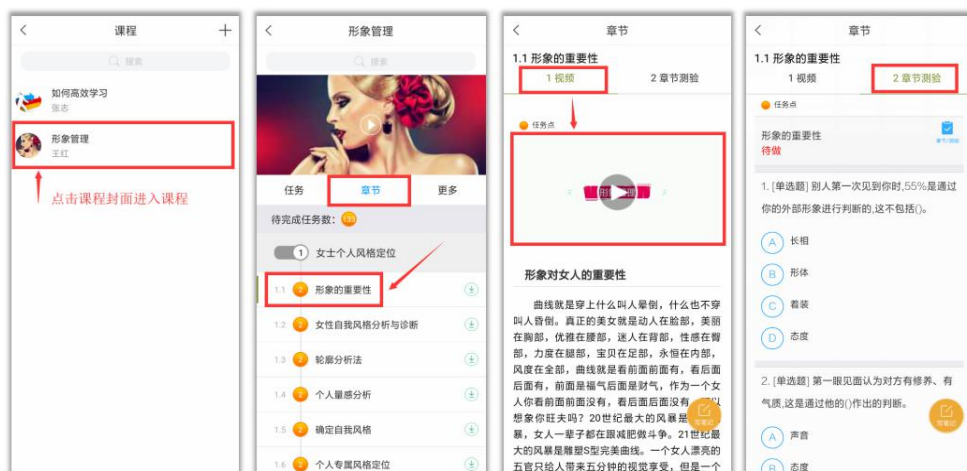 课程
搜索
如何高效学习
张志
形象管理
王红
点击课程封面进入课程
形象管理
搜索
任务
章节
更多
待完成任务数:
1 女士个人风格定位
1.1 2 形象的重要性
1.2 2 女性自我风格分析与诊断
1.3 2 轮廓分析法
1.4 2 个人量感分析
1.5 2 确定自我风格
1.6 2 个人专属风格定位
章节
1.1 形象的重要性
1 视频
2 章节测验
任务点
形象对女人的重要性
曲线就是穿上什么叫人晕倒，什么也不穿
叫人昏倒。真正的美女就是动人在脸部，美丽
在胸部，优雅在腰部，迷人在背部，性感在臀
部，力度在腿部，宝贝在足部，永恒在内部，
风度在全部，曲线就是看前面前面有，看后面
后面有，前面是福气后面是财气，作为一个女
人你看前面前面没有，看后面后面没有，可以
想象你旺夫吗？20世纪最大的风暴是
暴，女人一辈子都在跟减肥做斗争。21世纪最
大的风暴是雕塑S型完美曲线。一个女人漂亮的
五官只给人带来五分钟的视觉享受，但是一个
写笔记
章节
1.1 形象的重要性
1 视频
2 章节测验
任务点
形象的重要性
待做
章节测验
1. [单选题] 别人第一次见到你时,55%是通过
你的外部形象进行判断的,这不包括()。
A 长相
B 形体
C 着装
D 态度
2. [单选题] 第一眼见面认为对方有修养、有
气质,这是通过他的()作出的判断。
写笔记
A 声音
B 态度